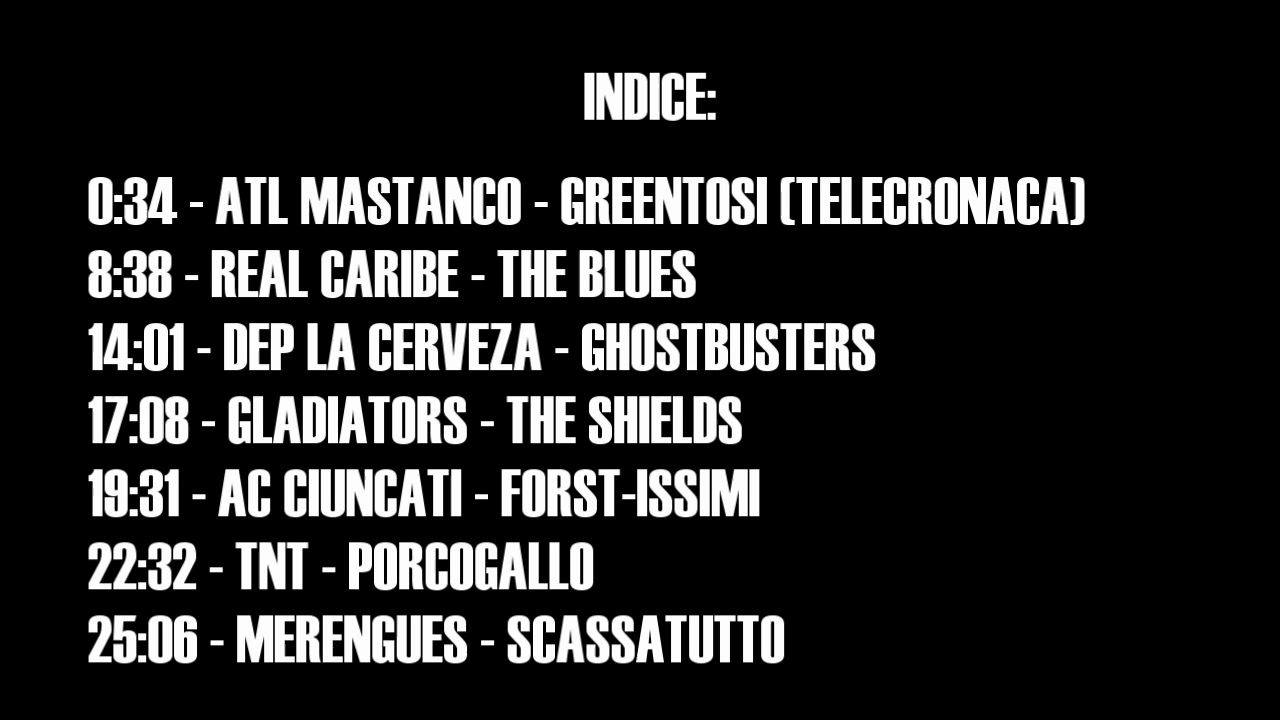 INDICE:
0:34 - ATL MASTANCO - GREENTOSI (TELECRONACA)
8:38 - REAL CARIBE - THE BLUES
14:01 - DEP LA CERVEZA - GHOSTBUSTERS
17:08 - GLADIATORS - THE SHIELDS
19:31 - AC CIUNCATI - FORST-ISSIMI
22:32 - TNT - PORCOGALLO
25:06 - MERENGUES - SCASSATUTTO